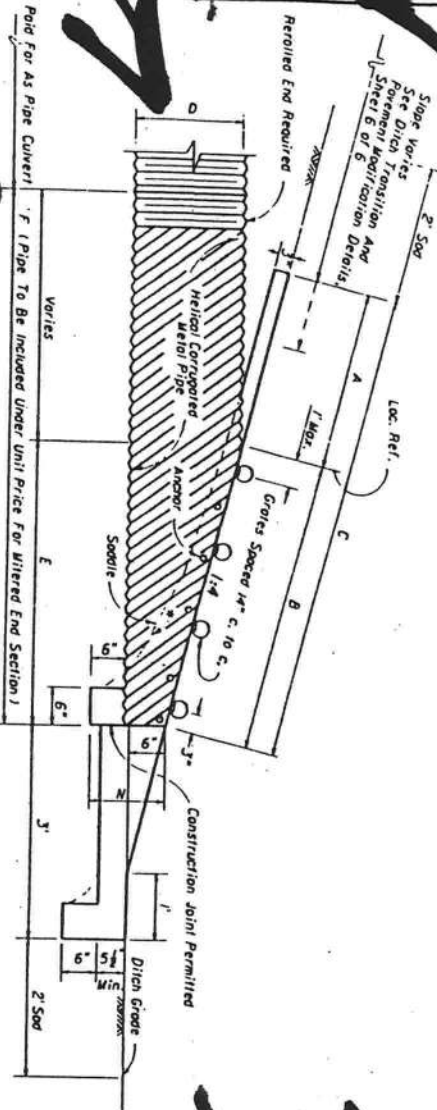 Slope Varies
See Ditch Transition And
Pavement Modification Details,
Sheet 6 of 6
2' Sod
Loc. Ref.
Rerolled End Required
3"
A
C
1' Max.
B
D
Grates Spaced 14" C. To C.
1:4
Helical Corrugated
Metal Pipe
Anchor
Saddle
*
3"
Construction Joint Permitted
6"
6"
6"
N
1'
Ditch Grade
6"
5½"
Min.
Varies
E
3'
2' Sod
Paid For As Pipe Culvert
F (Pipe To Be Included Under Unit Price For Mitered End Section)